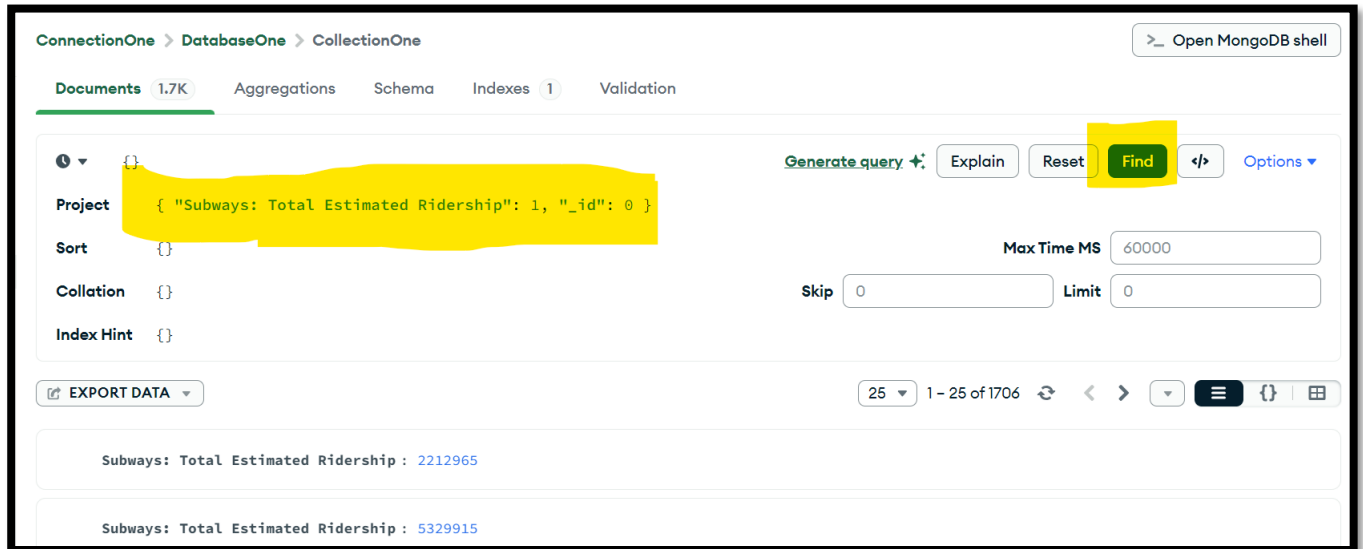 ConnectionOne > DatabaseOne > CollectionOne
>_ Open MongoDB shell
Documents 1.7K Aggregations Schema Indexes 1 Validation
{} Generate query Explain Reset Find </> Options
Project { "Subways: Total Estimated Ridership": 1, "_id": 0 }
Sort {} Max Time MS 60000
Collation {} Skip 0 Limit 0
Index Hint {}
EXPORT DATA 25 1 – 25 of 1706 {}
Subways: Total Estimated Ridership : 2212965
Subways: Total Estimated Ridership : 5329915